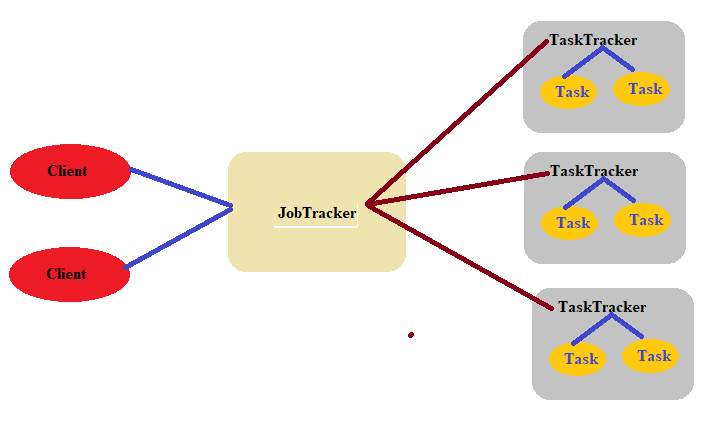 Client
Client
JobTracker
TaskTracker
Task
Task
TaskTracker
Task
Task
TaskTracker
Task
Task